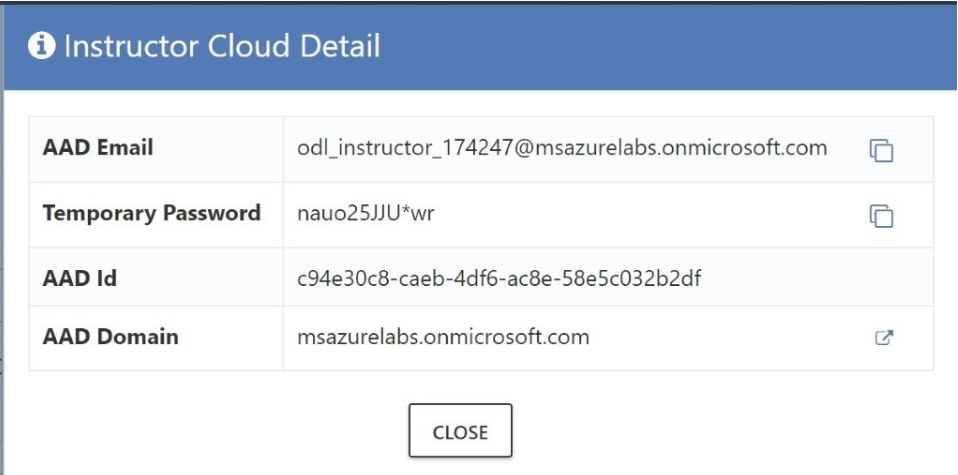 Instructor Cloud Detail
AAD Email odl_instructor_174247@msazurelabs.onmicrosoft.com
Temporary Password nauo25JJU*wr
AAD Id c94e30c8-caeb-4df6-ac8e-58e5c032b2df
AAD Domain msazurelabs.onmicrosoft.com
CLOSE